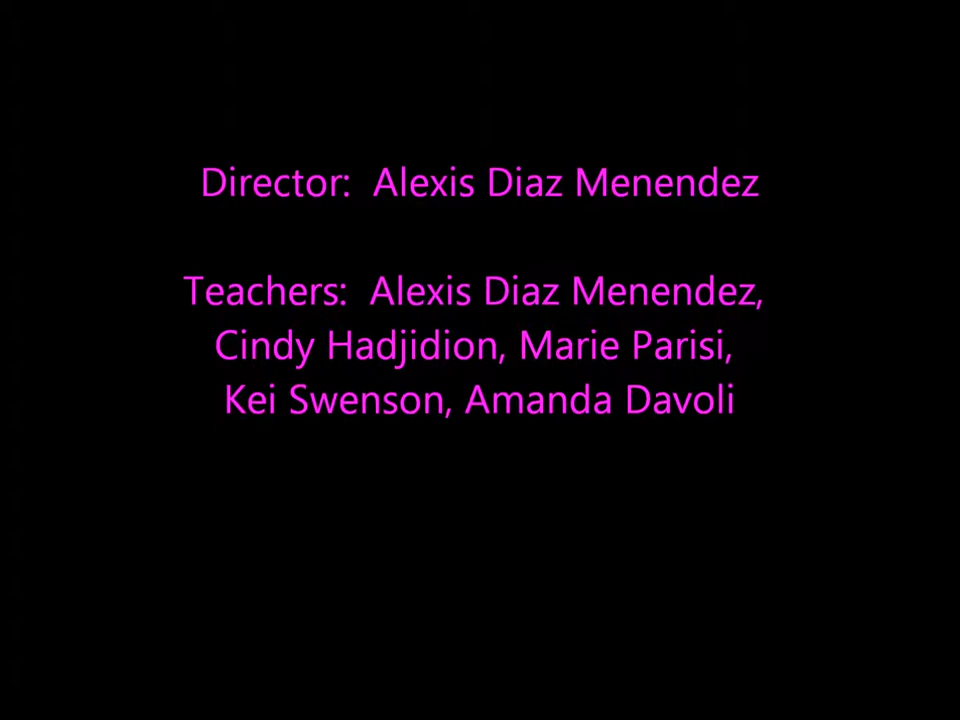 Director:  Alexis Diaz Menendez
Teachers:  Alexis Diaz Menendez,
Cindy Hadjidion, Marie Parisi,
Kei Swenson, Amanda Davoli